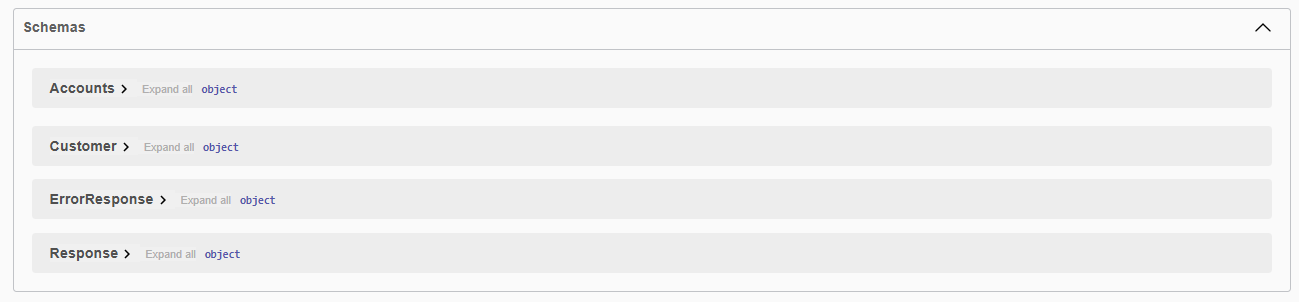 Schemas
Accounts Expand all object
Customer Expand all object
ErrorResponse Expand all object
Response Expand all object